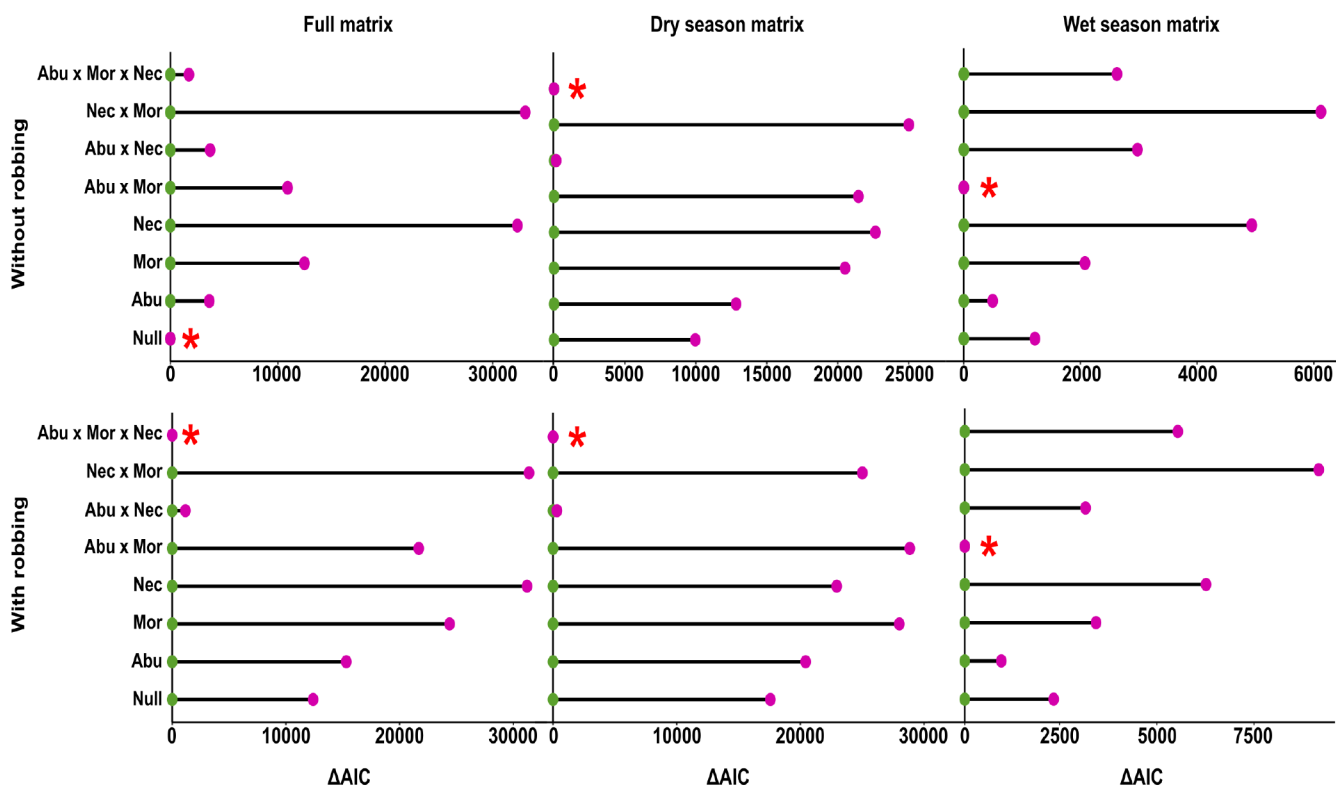 Full matrix
Dry season matrix
Wet season matrix
Without robbing
Abu x Mor x Nec
Nec x Mor
Abu x Nec
Abu x Mor
Nec
Mor
Abu
Null
*
*
*
0 10000 20000 30000
0 5000 10000 15000 20000 25000
0 2000 4000 6000
With robbing
Abu x Mor x Nec
Nec x Mor
Abu x Nec
Abu x Mor
Nec
Mor
Abu
Null
*
*
*
0 10000 20000 30000
0 10000 20000 30000
0 2500 5000 7500
ΔAIC
ΔAIC
ΔAIC